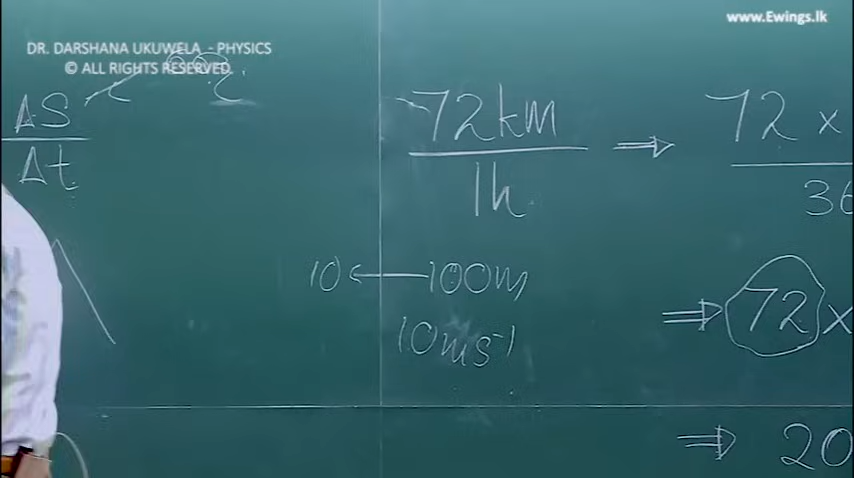 www.Ewings.lk
DR. DARSHANA UKUWELA - PHYSICS
© ALL RIGHTS RESERVED.
ΔS
Δt
72km
1h
⇒ 72 ×
36
10 ← 100m
10ms-1
⇒ 72 ×
⇒ 20